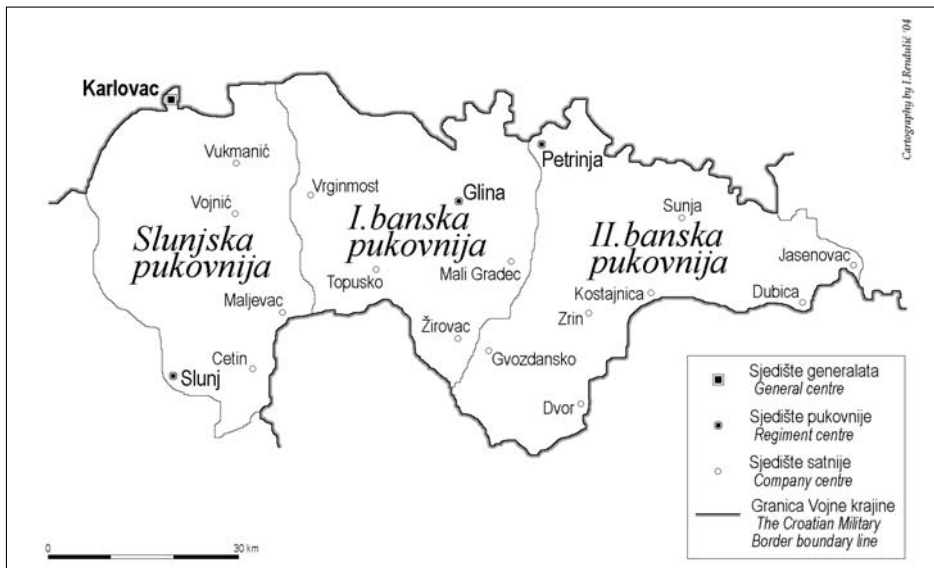 Cartography by I.Rendulić '04
Karlovac
Vukmanić
Vojnić
Slunjska
pukovnija
Maljevac
Cetin
Slunj
Vrginmost
Glina
I.banska
pukovnija
Topusko
Mali Gradec
Žirovac
Petrinja
Sunja
II.banska
pukovnija
Jasenovac
Kostajnica
Dubica
Zrin
Gvozdansko
Dvor
Sjedište generalata
General centre
Sjedište pukovnije
Regiment centre
Sjedište satnije
Company centre
Granica Vojne krajine
The Croatian Military
Border boundary line
0 30 km